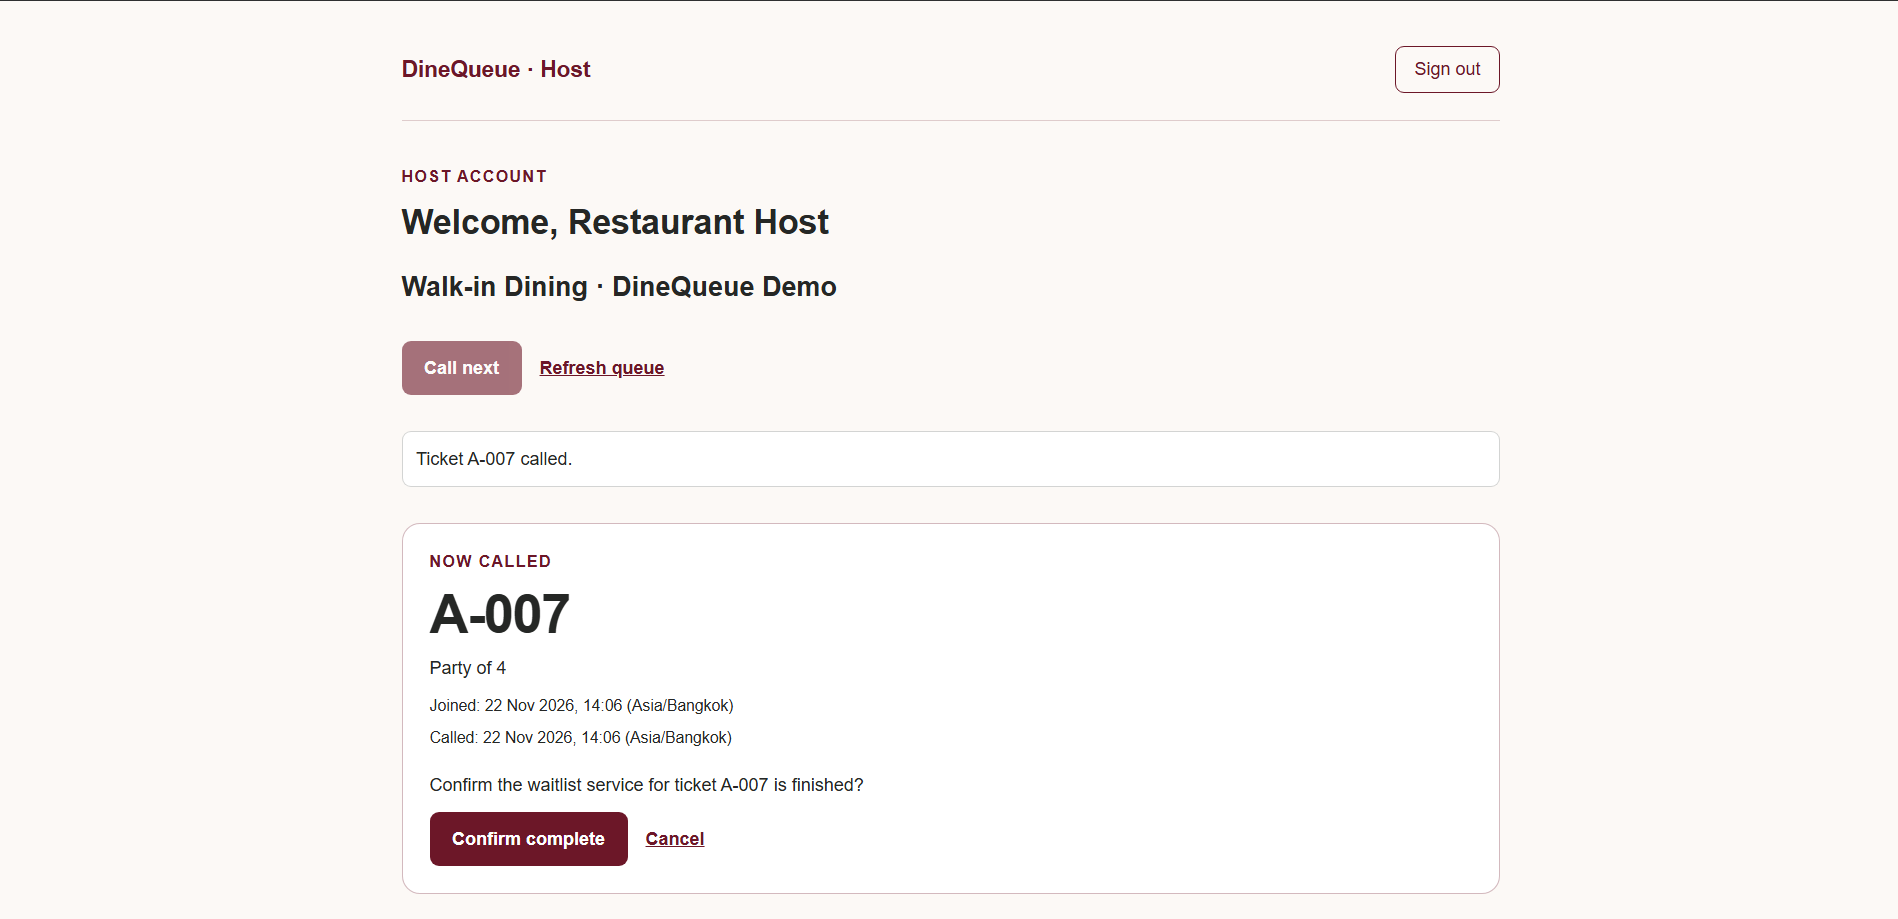 DineQueue · Host
Sign out
HOST ACCOUNT
Welcome, Restaurant Host
Walk-in Dining · DineQueue Demo
Call next
Refresh queue
Ticket A-007 called.
NOW CALLED
A-007
Party of 4
Joined: 22 Nov 2026, 14:06 (Asia/Bangkok)
Called: 22 Nov 2026, 14:06 (Asia/Bangkok)
Confirm the waitlist service for ticket A-007 is finished?
Confirm complete
Cancel